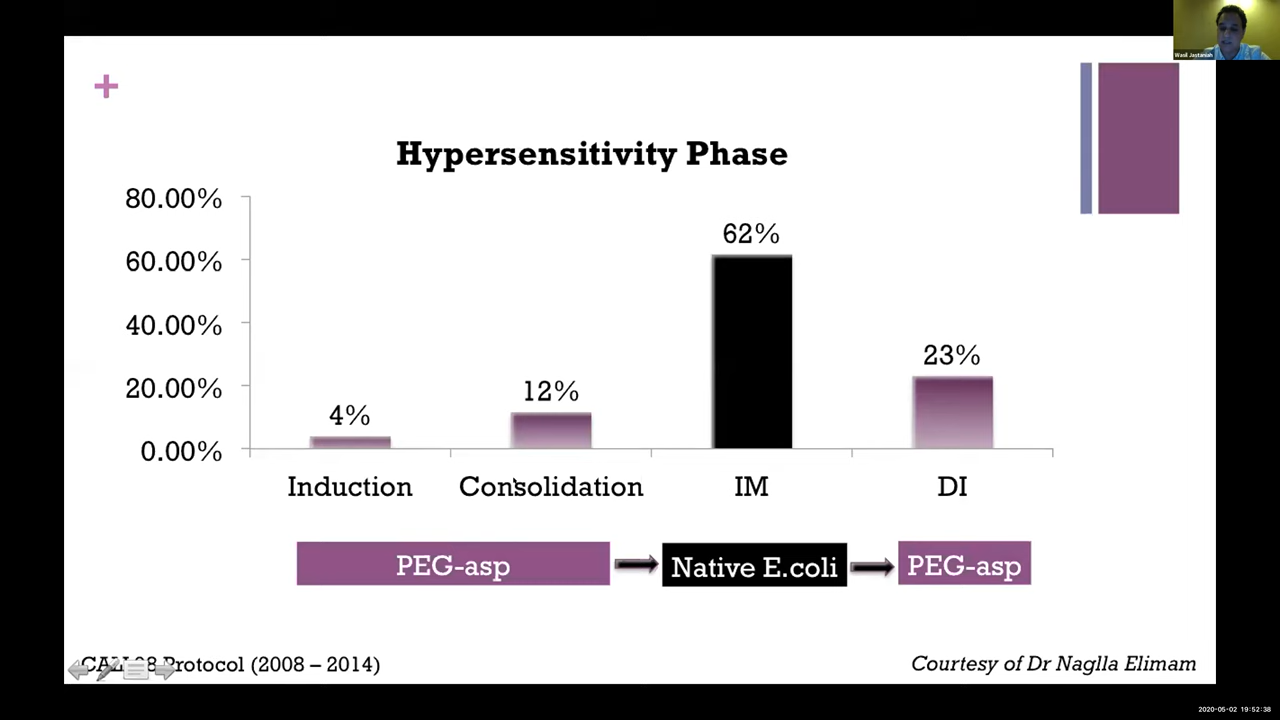 Wasil Jastaniah
+
Hypersensitivity Phase
80.00%
60.00%
40.00%
20.00%
0.00%
4%
12%
62%
23%
Induction
Consolidation
IM
DI
PEG-asp
Native E.coli
PEG-asp
Protocol (2008 – 2014)
Courtesy of Dr Naglla Elimam
2020-05-02 19:52:38